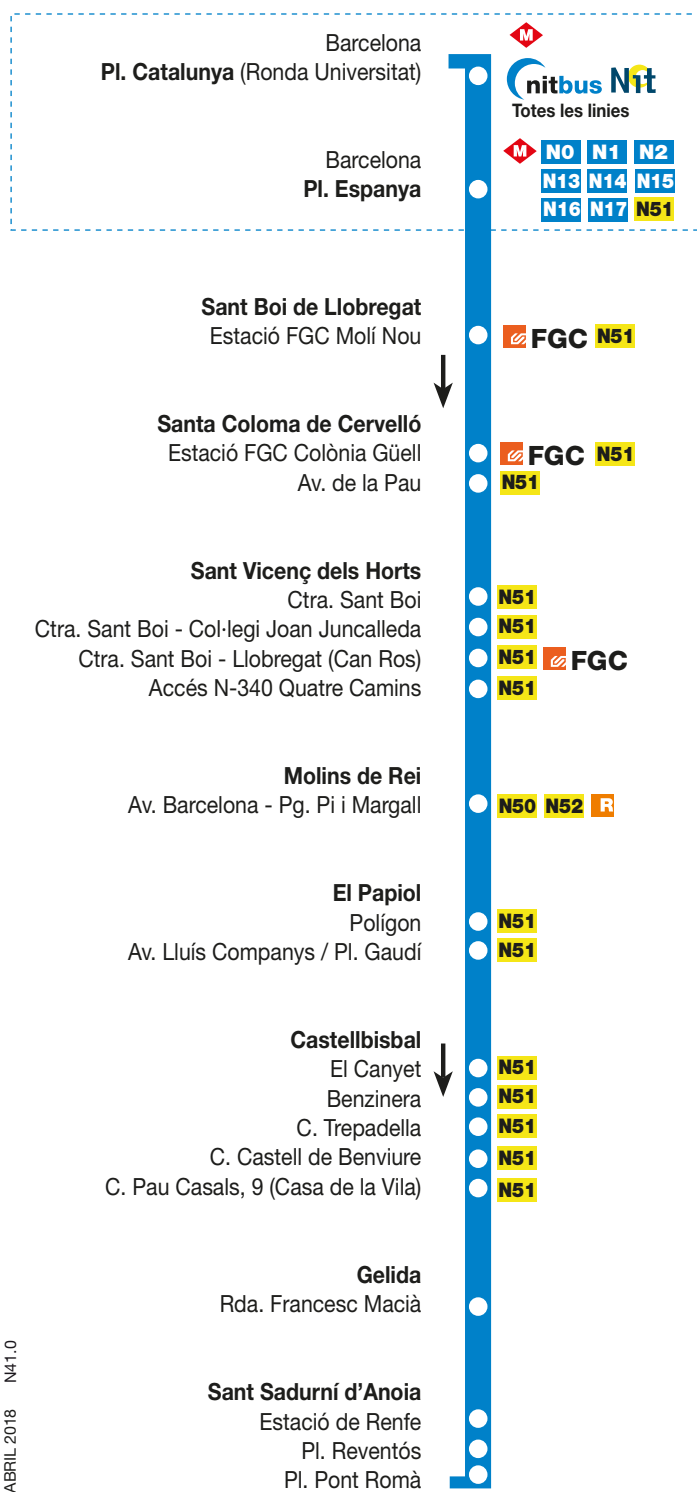 Barcelona
M
Pl. Catalunya (Ronda Universitat)
nitbus Nit
Totes les linies
Barcelona
M N0 N1 N2
Pl. Espanya
N13 N14 N15
N16 N17 N51
Sant Boi de Llobregat
Estació FGC Molí Nou
FGC N51
Santa Coloma de Cervelló
Estació FGC Colònia Güell
FGC N51
Av. de la Pau
N51
Sant Vicenç dels Horts
Ctra. Sant Boi
N51
Ctra. Sant Boi - Col·legi Joan Juncalleda
N51
Ctra. Sant Boi - Llobregat (Can Ros)
N51 FGC
Accés N-340 Quatre Camins
N51
Molins de Rei
Av. Barcelona - Pg. Pi i Margall
N50 N52 R
El Papiol
Polígon
N51
Av. Lluís Companys / Pl. Gaudí
N51
Castellbisbal
El Canyet
N51
Benzinera
N51
C. Trepadella
N51
C. Castell de Benviure
N51
C. Pau Casals, 9 (Casa de la Vila)
N51
Gelida
Rda. Francesc Macià
Sant Sadurní d'Anoia
Estació de Renfe
Pl. Reventós
Pl. Pont Romà
ABRIL 2018 N41.0